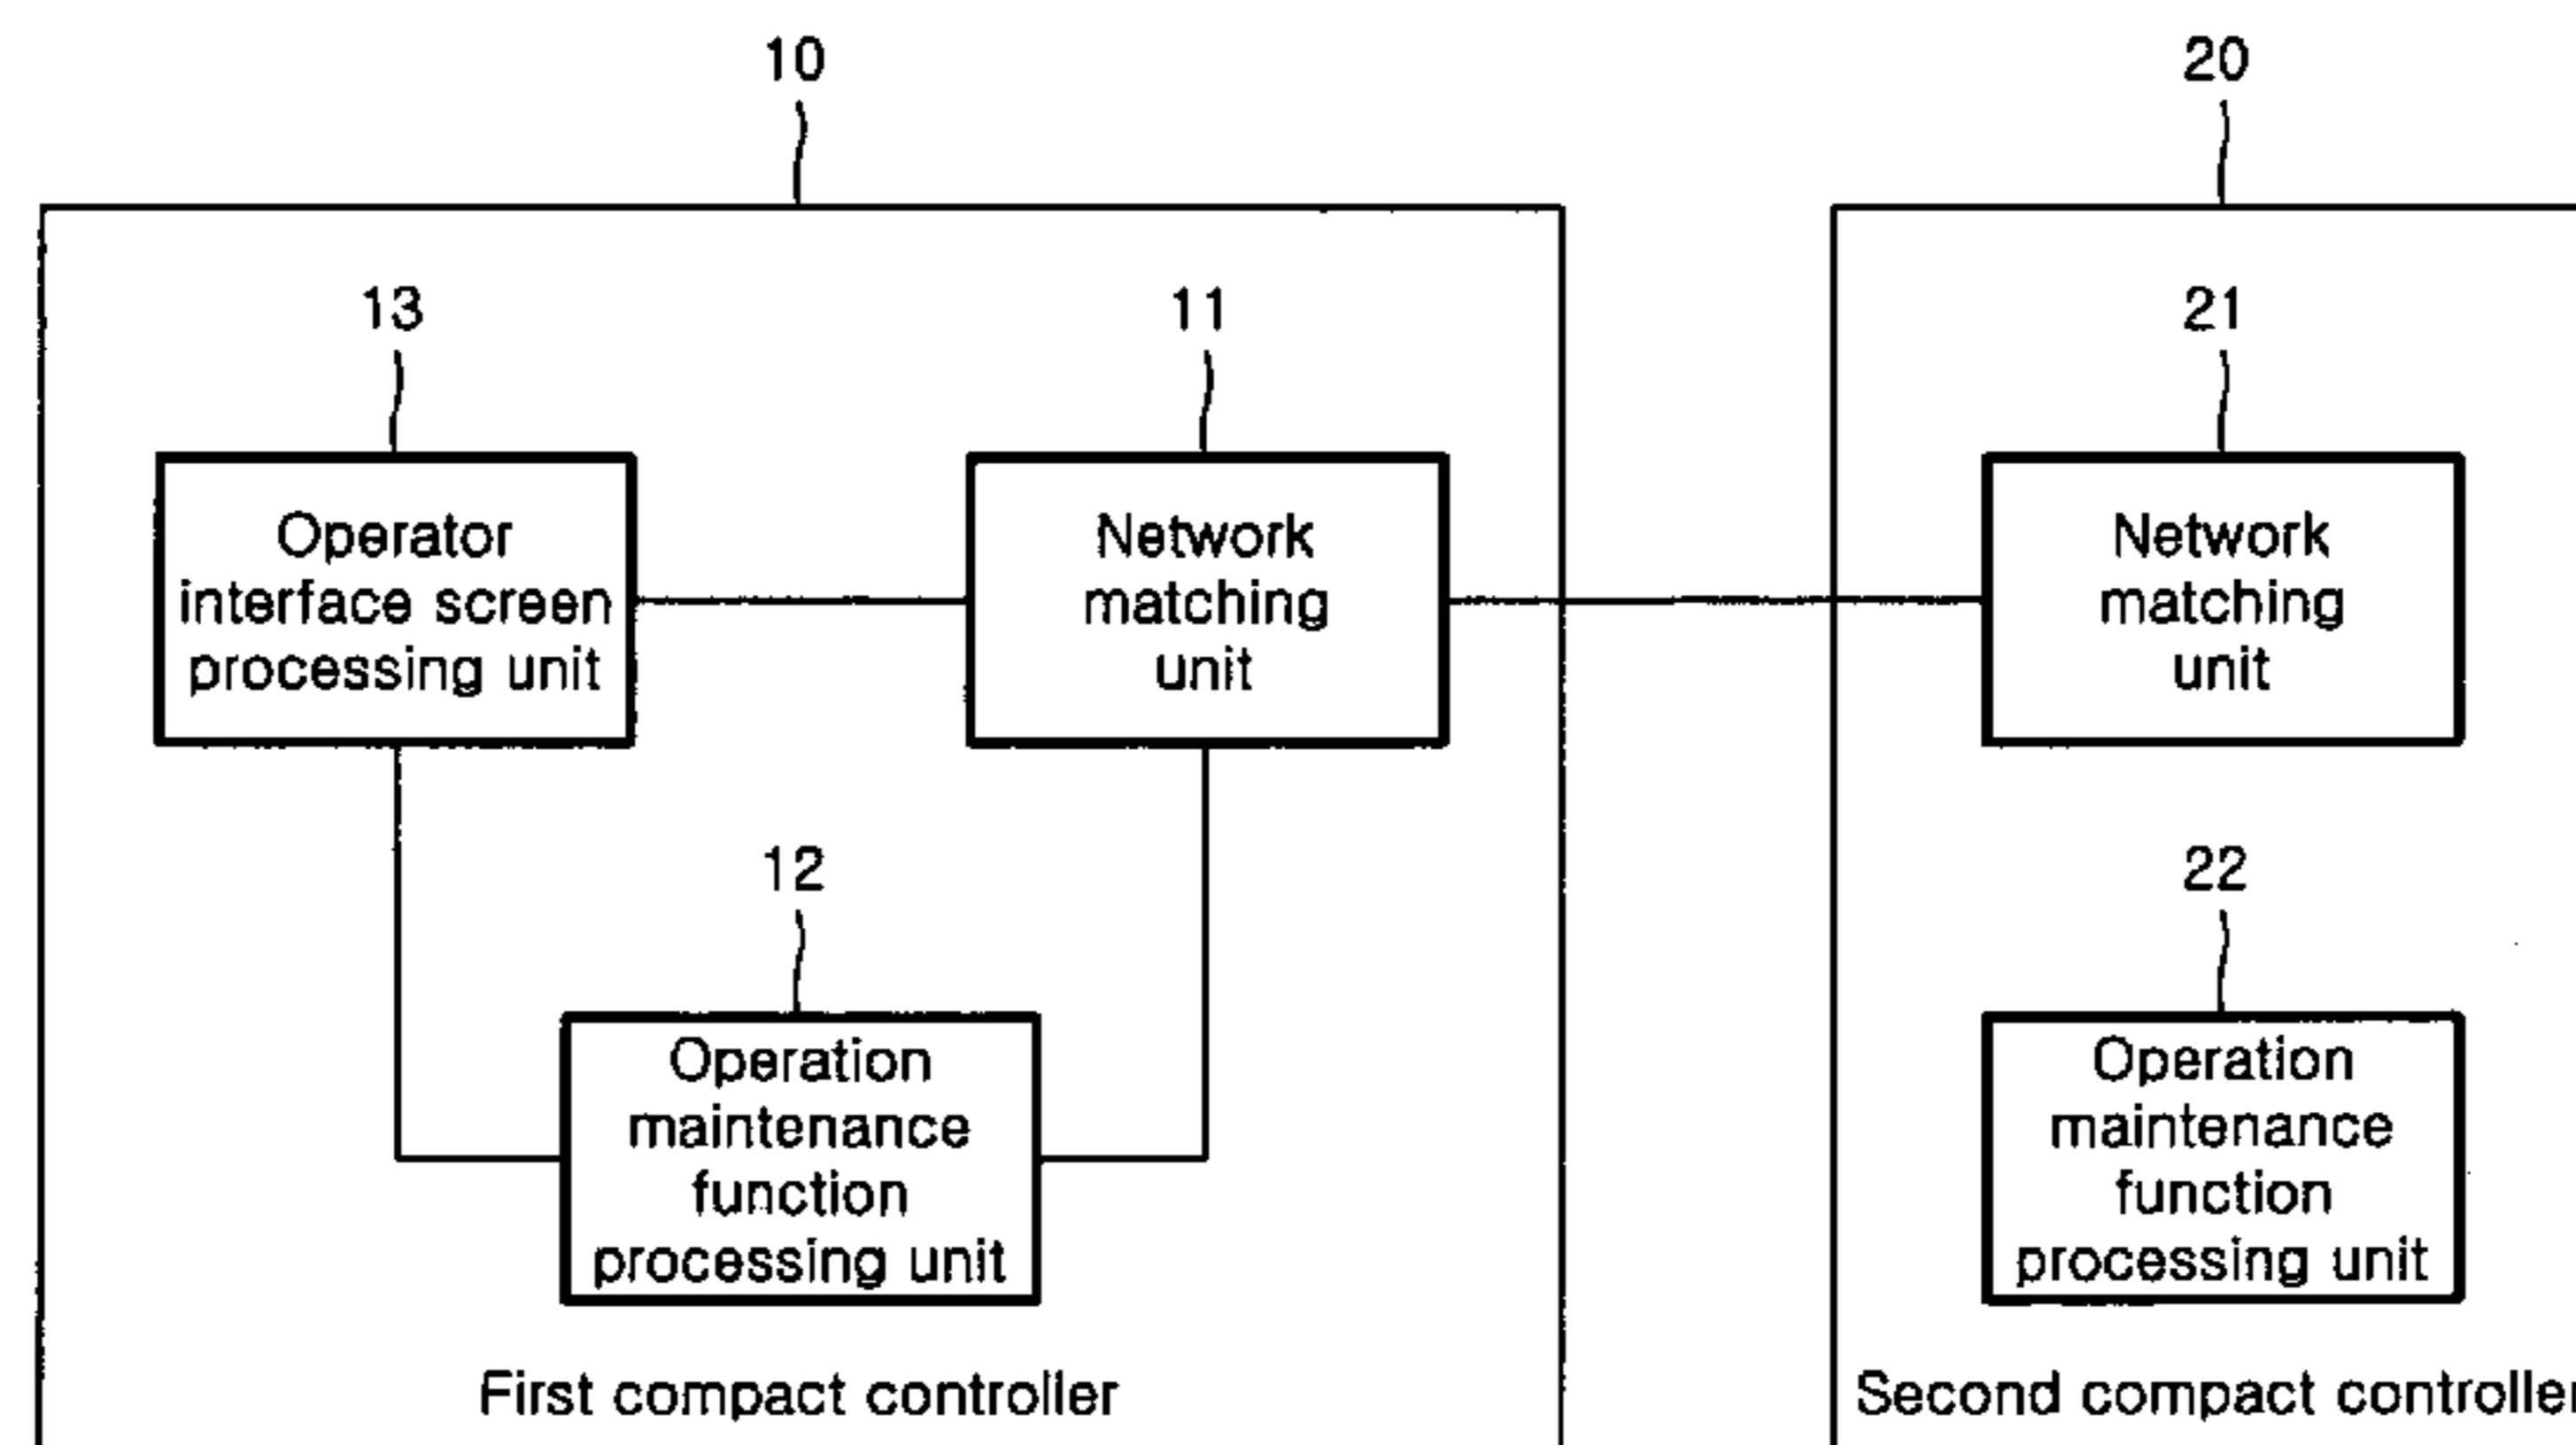 10
20
13
11
21
Operator
interface screen
processing unit
Network
matching
unit
Network
matching
unit
12
22
Operation
maintenance
function
processing unit
Operation
maintenance
function
processing unit
First compact controller
Second compact controller